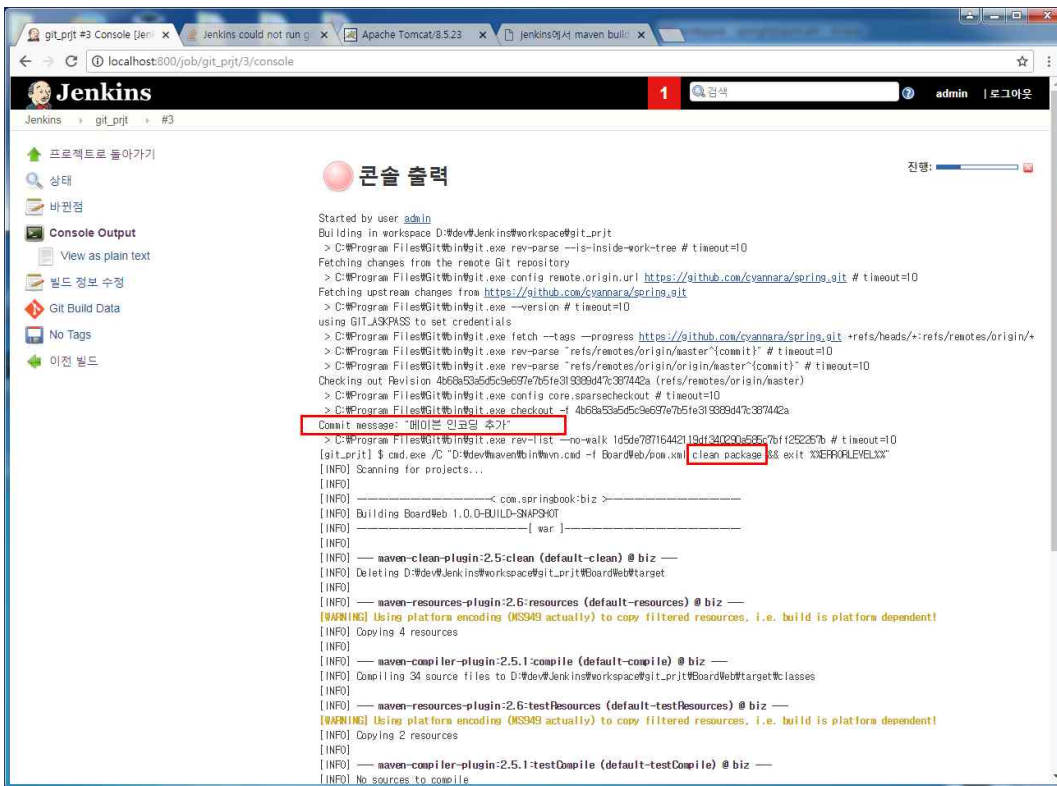 git_prjt #3 Console [Jen
Jenkins could not run g
Apache Tomcat/8.5.23
jenkins에서 maven build
localhost:800/job/git_prjt/3/console
Jenkins
1
검색
admin
| 로그아웃
Jenkins
git_prjt
#3
프로젝트로 돌아가기
상태
바뀐점
Console Output
View as plain text
빌드 정보 수정
Git Build Data
No Tags
이전 빌드
콘솔 출력
진행:
Started by user admin
Building in workspace D:₩dev₩Jenkins₩workspace₩git_prjt
> C:₩Program Files₩Git₩bin₩git.exe rev-parse --is-inside-work-tree # timeout=10
Fetching changes from the remote Git repository
> C:₩Program Files₩Git₩bin₩git.exe config remote.origin.url https://github.com/cyannara/spring.git # timeout=10
Fetching upstream changes from https://github.com/cyannara/spring.git
> C:₩Program Files₩Git₩bin₩git.exe --version # timeout=10
using GIT_ASKPASS to set credentials
> C:₩Program Files₩Git₩bin₩git.exe fetch --tags --progress https://github.com/cyannara/spring.git +refs/heads/*:refs/remotes/origin/*
> C:₩Program Files₩Git₩bin₩git.exe rev-parse "refs/remotes/origin/master^{commit}" # timeout=10
> C:₩Program Files₩Git₩bin₩git.exe rev-parse "refs/remotes/origin/origin/master^{commit}" # timeout=10
Checking out Revision 4b68a53a5d5c9e697e7b5fe319389d47c387442a (refs/remotes/origin/master)
> C:₩Program Files₩Git₩bin₩git.exe config core.sparsecheckout # timeout=10
> C:₩Program Files₩Git₩bin₩git.exe checkout -f 4b68a53a5d5c9e697e7b5fe319389d47c387442a
Commit message: "메이븐 인코딩 추가"
> C:₩Program Files₩Git₩bin₩git.exe rev-list --no-walk 1d5de78716442119df340290a585c7bff252267b # timeout=10
[git_prjt] $ cmd.exe /C "D:₩dev₩maven₩bin₩mvn.cmd -f BoardWeb/pom.xml clean package && exit %%ERRORLEVEL%%"
[INFO] Scanning for projects...
[INFO]
[INFO] ----------------------< com.springbook:biz >----------------------
[INFO] Building BoardWeb 1.0.0-BUILD-SNAPSHOT
[INFO] --------------------------------[ war ]---------------------------------
[INFO]
[INFO] --- maven-clean-plugin:2.5:clean (default-clean) @ biz ---
[INFO] Deleting D:₩dev₩Jenkins₩workspace₩git_prjt₩BoardWeb₩target
[INFO]
[INFO] --- maven-resources-plugin:2.6:resources (default-resources) @ biz ---
[WARNING] Using platform encoding (MS949 actually) to copy filtered resources, i.e. build is platform dependent!
[INFO] Copying 4 resources
[INFO]
[INFO] --- maven-compiler-plugin:2.5.1:compile (default-compile) @ biz ---
[INFO] Compiling 34 source files to D:₩dev₩Jenkins₩workspace₩git_prjt₩BoardWeb₩target₩classes
[INFO]
[INFO] --- maven-resources-plugin:2.6:testResources (default-testResources) @ biz ---
[WARNING] Using platform encoding (MS949 actually) to copy filtered resources, i.e. build is platform dependent!
[INFO] Copying 2 resources
[INFO]
[INFO] --- maven-compiler-plugin:2.5.1:testCompile (default-testCompile) @ biz ---
[INFO] No sources to compile